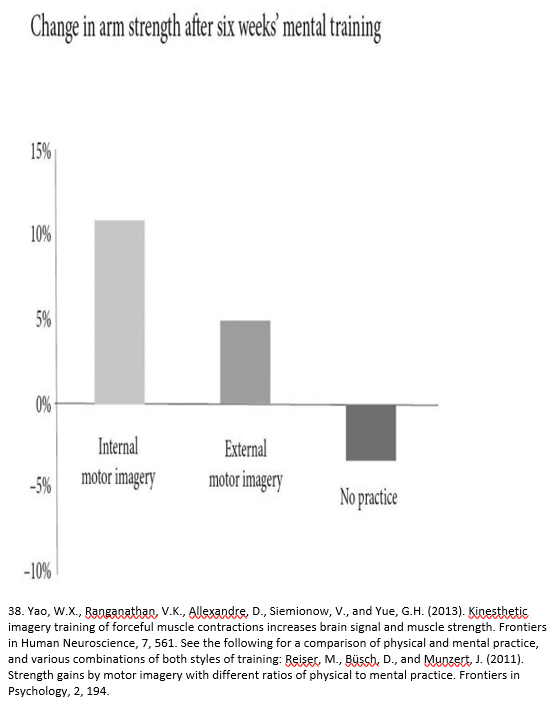 Change in arm strength after six weeks’ mental training
15%
10%
5%
0%
Internal
motor imagery
External
motor imagery
–5%
No practice
–10%
38. Yao, W.X., Ranganathan, V.K., Allexandre, D., Siemionow, V., and Yue, G.H. (2013). Kinesthetic
imagery training of forceful muscle contractions increases brain signal and muscle strength. Frontiers
in Human Neuroscience, 7, 561. See the following for a comparison of physical and mental practice,
and various combinations of both styles of training: Reiser, M., Büsch, D., and Munzert, J. (2011).
Strength gains by motor imagery with different ratios of physical to mental practice. Frontiers in
Psychology, 2, 194.